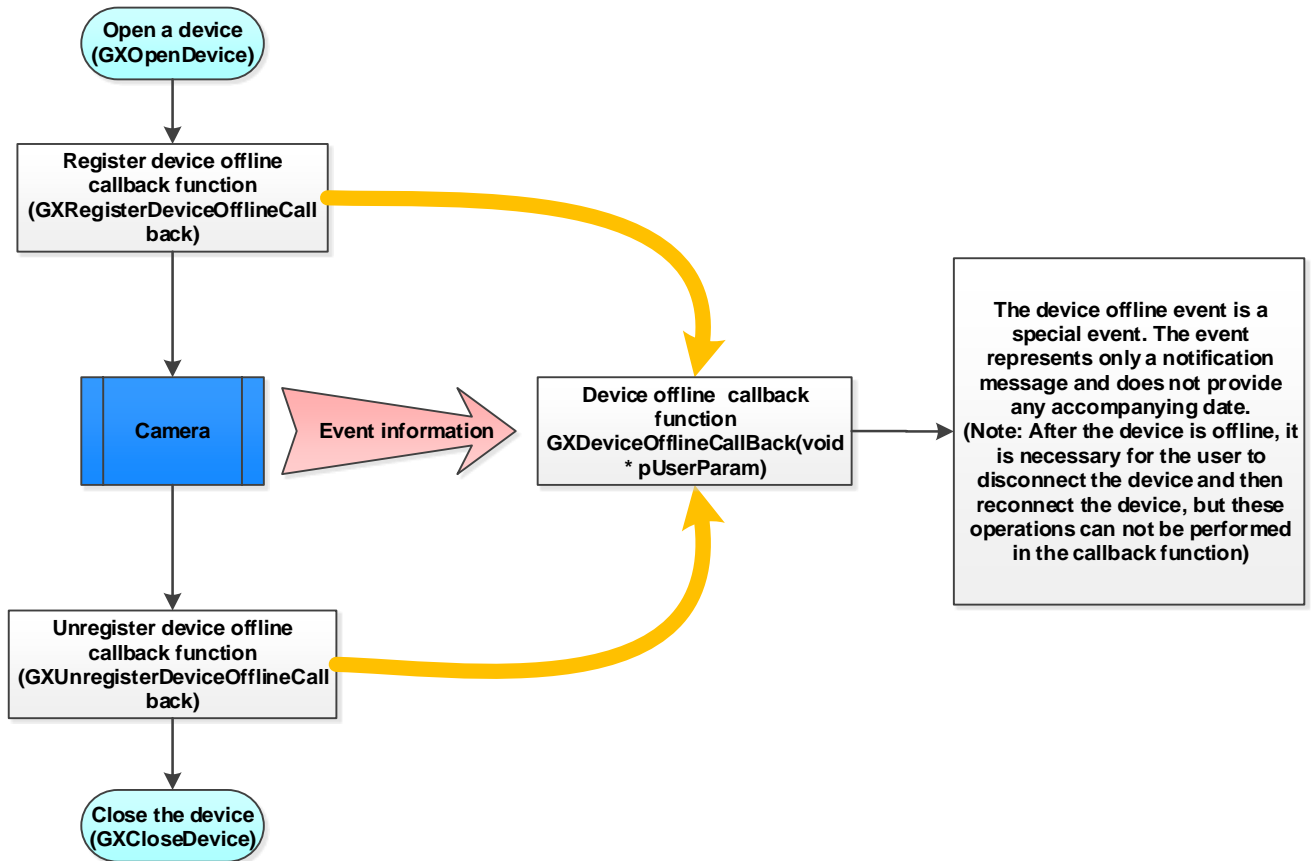 Open a device
(GXOpenDevice)
Register device offline
callback function
(GXRegisterDeviceOfflineCall
back)
Camera
Event information
Device offline  callback
function
GXDeviceOfflineCallBack(void
* pUserParam)
The device offline event is a
special event. The event
represents only a notification
message and does not provide
any accompanying date.
(Note: After the device is offline, it
is necessary for the user to
disconnect the device and then
reconnect the device, but these
operations can not be performed
in the callback function)
Unregister device offline
callback function
(GXUnregisterDeviceOfflineCall
back)
Close the device
(GXCloseDevice)